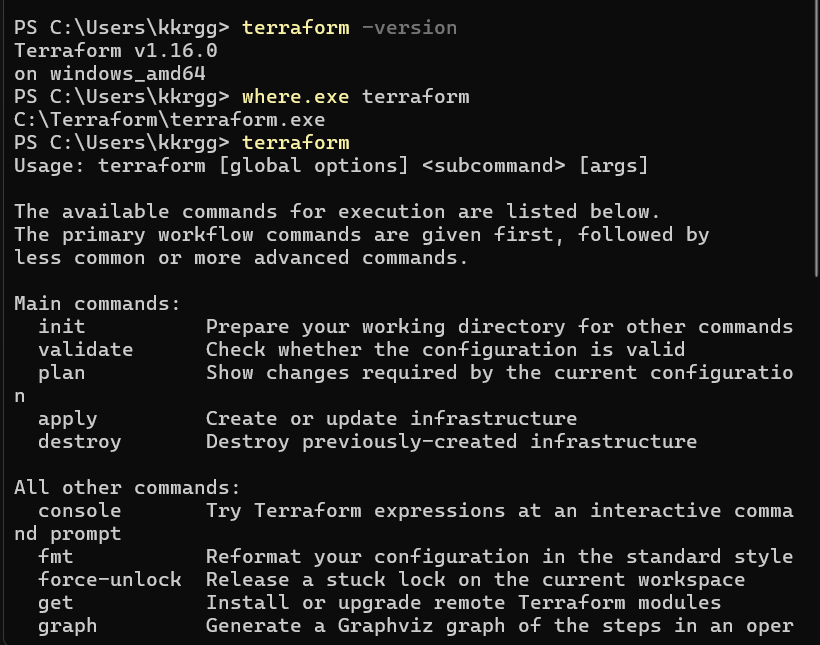 PS C:\Users\kkrgg> terraform -version
Terraform v1.16.0
on windows_amd64
PS C:\Users\kkrgg> where.exe terraform
C:\Terraform\terraform.exe
PS C:\Users\kkrgg> terraform
Usage: terraform [global options] <subcommand> [args]

The available commands for execution are listed below.
The primary workflow commands are given first, followed by
less common or more advanced commands.

Main commands:
  init          Prepare your working directory for other commands
  validate      Check whether the configuration is valid
  plan          Show changes required by the current configuratio
n
  apply         Create or update infrastructure
  destroy       Destroy previously-created infrastructure

All other commands:
  console       Try Terraform expressions at an interactive comma
nd prompt
  fmt           Reformat your configuration in the standard style
  force-unlock  Release a stuck lock on the current workspace
  get           Install or upgrade remote Terraform modules
  graph         Generate a Graphviz graph of the steps in an oper